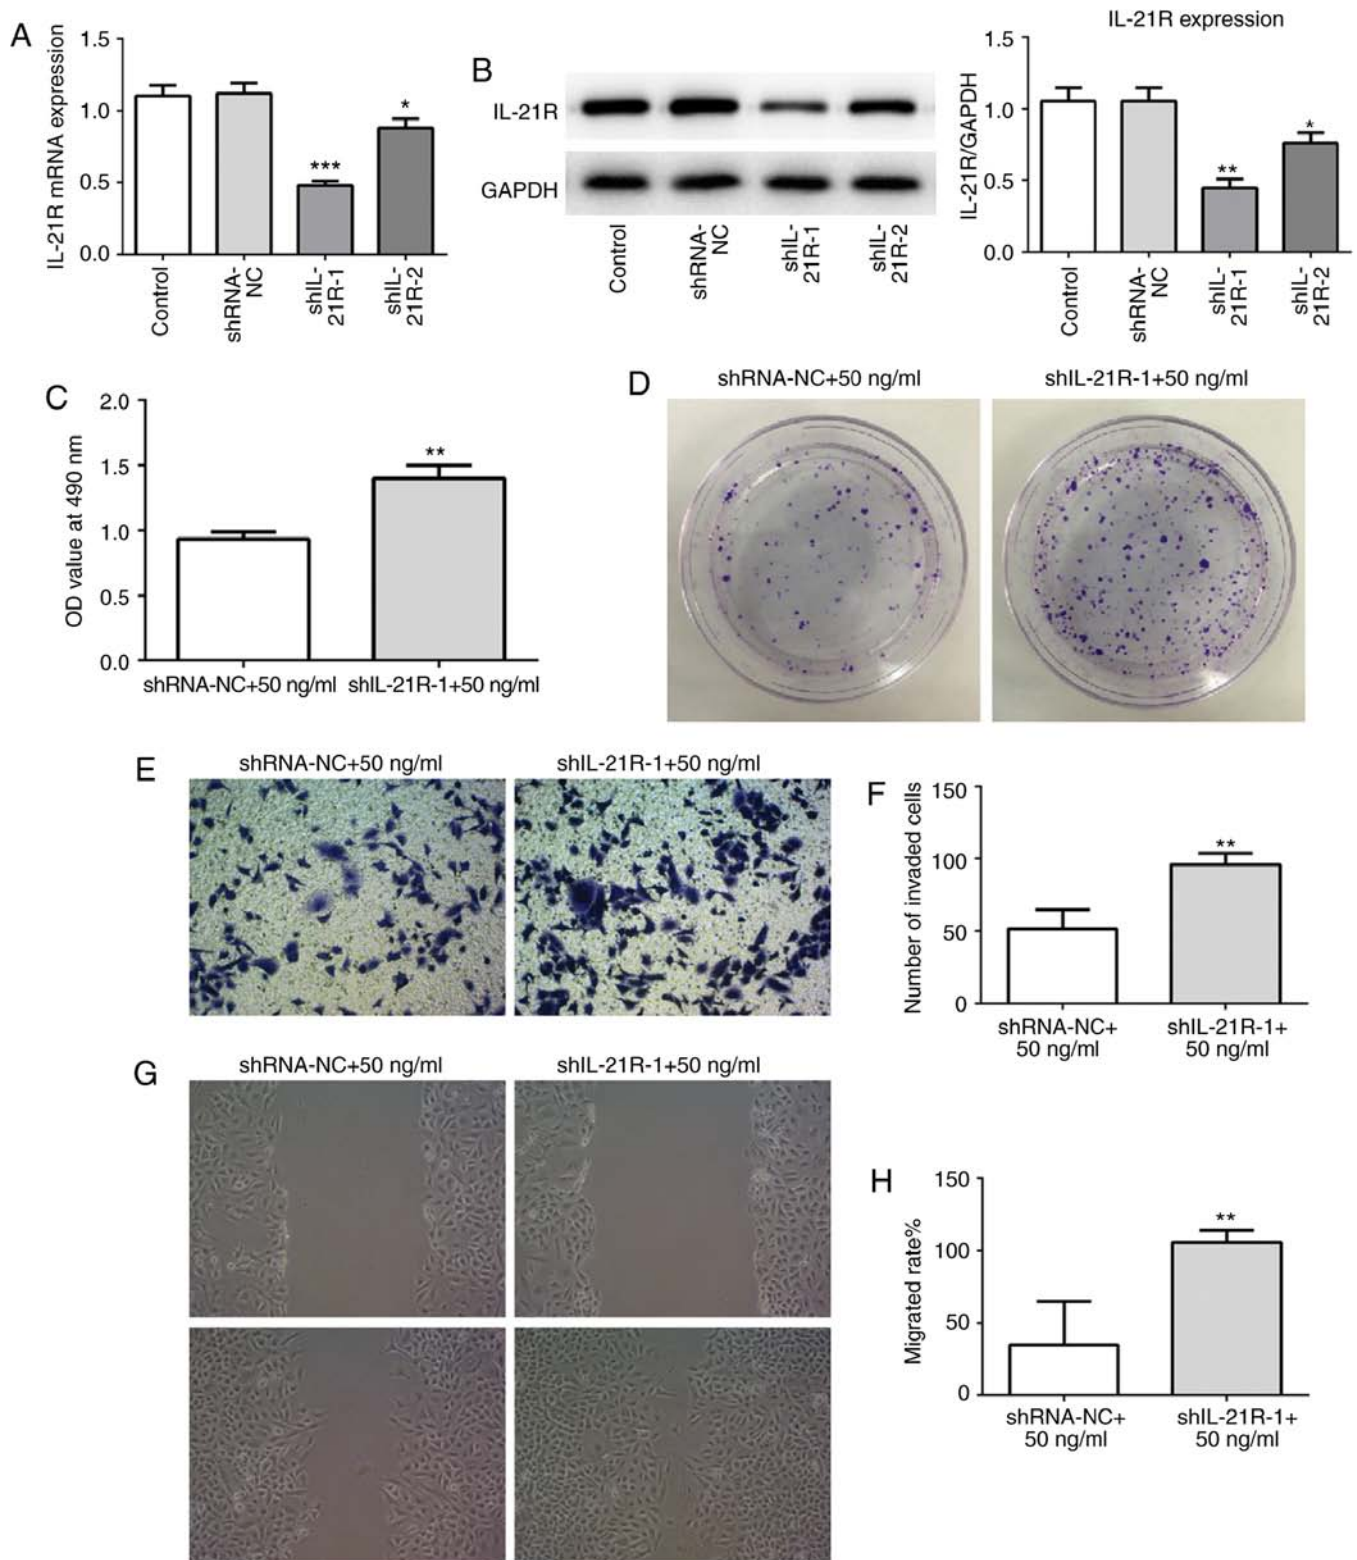 A
IL-21R mRNA expression
1.5
1.0
0.5
0.0
***
*
Control
shRNA-
NC
shIL-
21R-1
shIL-
21R-2
B
IL-21R
GAPDH
Control
shRNA-
NC
shIL-
21R-1
shIL-
21R-2
IL-21R expression
IL-21R/GAPDH
1.5
1.0
0.5
0.0
**
*
Control
shRNA-
NC
shIL-
21R-1
shIL-
21R-2
C
OD value at 490 nm
2.0
1.5
1.0
0.5
0.0
**
shRNA-NC+50 ng/ml shIL-21R-1+50 ng/ml
D
shRNA-NC+50 ng/ml
shIL-21R-1+50 ng/ml
E
shRNA-NC+50 ng/ml
shIL-21R-1+50 ng/ml
F
Number of invaded cells
150
100
50
0
**
shRNA-NC+
50 ng/ml
shIL-21R-1+
50 ng/ml
G
shRNA-NC+50 ng/ml
shIL-21R-1+50 ng/ml
H
Migrated rate%
150
100
50
0
**
shRNA-NC+
50 ng/ml
shIL-21R-1+
50 ng/ml